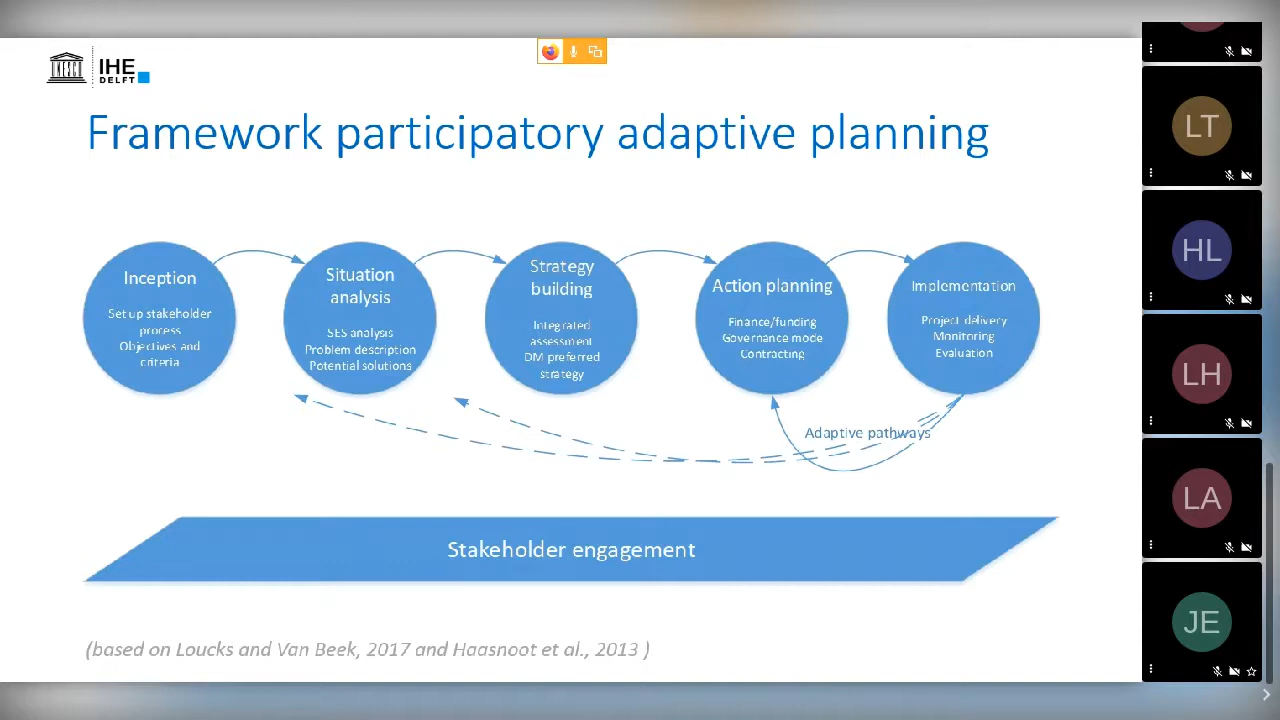 UNESCO
IHE
DELFT
Framework participatory adaptive planning
Inception
Set up stakeholder
process
Objectives and
criteria
Situation
analysis
SES analysis
Problem description
Potential solutions
Strategy
building
Integrated
assessment
DM preferred
strategy
Action planning
Finance/funding
Governance mode
Contracting
Implementation
Project delivery
Monitoring
Evaluation
Adaptive pathways
Stakeholder engagement
(based on Loucks and Van Beek, 2017 and Haasnoot et al., 2013 )
LT
HL
LH
LA
JE